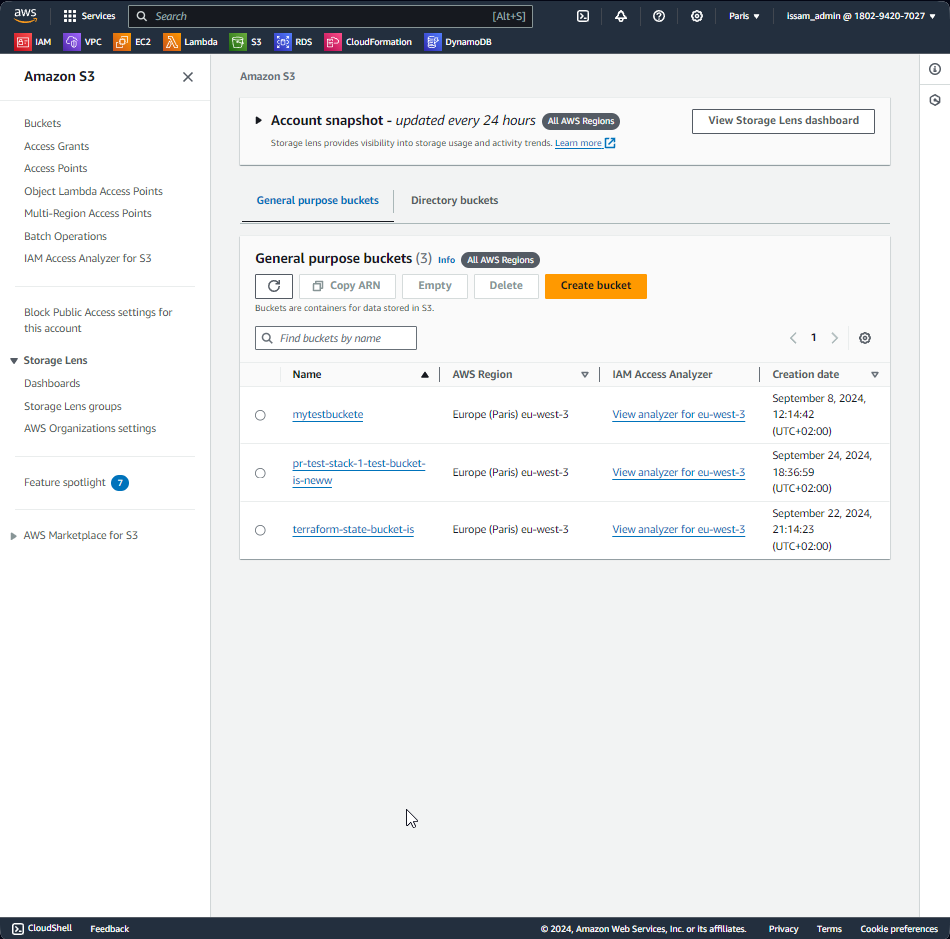 aws
Services
Search
[Alt+S]
Paris ▼
issam_admin @ 1802-9420-7027 ▼
IAM
VPC
EC2
Lambda
S3
RDS
CloudFormation
DynamoDB
Amazon S3
Buckets
Access Grants
Access Points
Object Lambda Access Points
Multi-Region Access Points
Batch Operations
IAM Access Analyzer for S3
Block Public Access settings for
this account
Storage Lens
Dashboards
Storage Lens groups
AWS Organizations settings
Feature spotlight 7
AWS Marketplace for S3
Amazon S3
Account snapshot - updated every 24 hours All AWS Regions
View Storage Lens dashboard
Storage lens provides visibility into storage usage and activity trends. Learn more
General purpose buckets
Directory buckets
General purpose buckets (3) Info All AWS Regions
Copy ARN
Empty
Delete
Create bucket
Buckets are containers for data stored in S3.
Find buckets by name
1
Name
AWS Region
IAM Access Analyzer
Creation date
mytestbuckete
Europe (Paris) eu-west-3
View analyzer for eu-west-3
September 8, 2024,
12:14:42
(UTC+02:00)
pr-test-stack-1-test-bucket-
is-neww
Europe (Paris) eu-west-3
View analyzer for eu-west-3
September 24, 2024,
18:36:59
(UTC+02:00)
terraform-state-bucket-is
Europe (Paris) eu-west-3
View analyzer for eu-west-3
September 22, 2024,
21:14:23
(UTC+02:00)
CloudShell
Feedback
© 2024, Amazon Web Services, Inc. or its affiliates.
Privacy
Terms
Cookie preferences